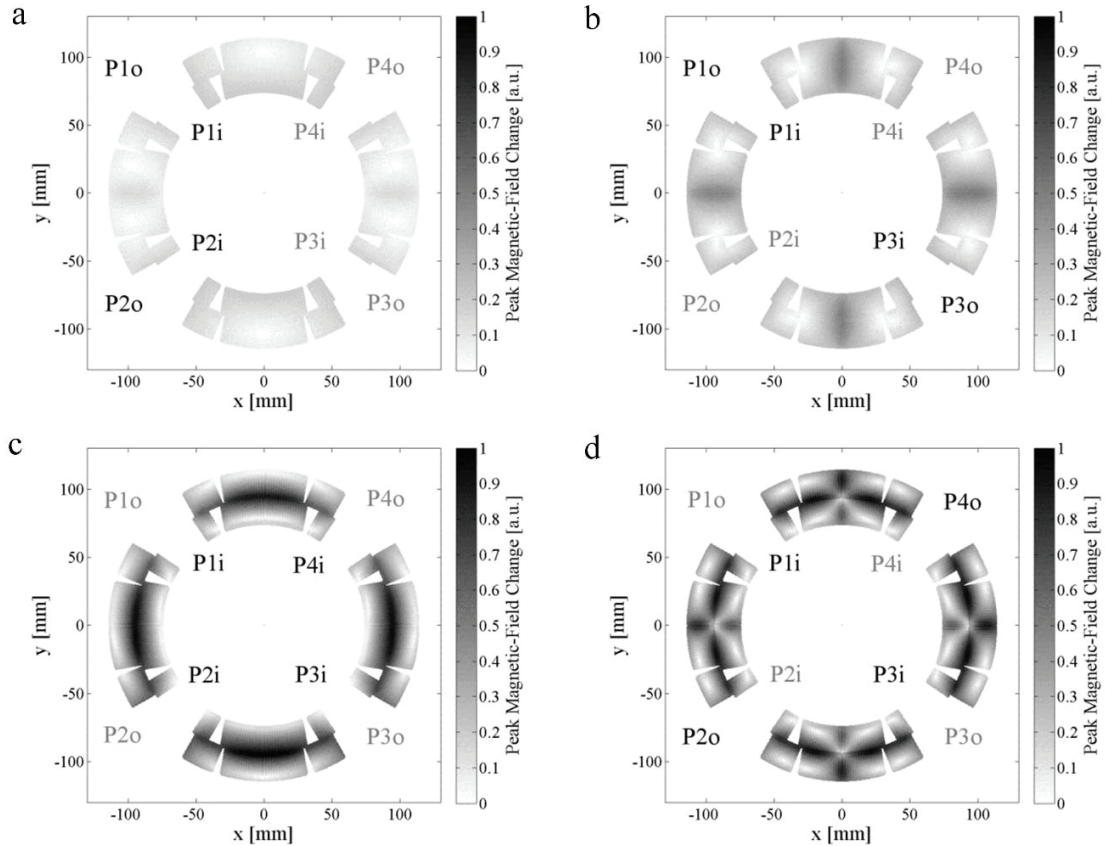 a
P1o
P4o
P1i
P4i
P2i
P3i
P2o
P3o
100
50
0
-50
-100
y [mm]
-100 -50 0 50 100
x [mm]
1
0.9
0.8
0.7
0.6
0.5
0.4
0.3
0.2
0.1
0
Peak Magnetic-Field Change [a.u.]
b
P1o
P4o
P1i
P4i
P2i
P3i
P2o
P3o
100
50
0
-50
-100
y [mm]
-100 -50 0 50 100
x [mm]
1
0.9
0.8
0.7
0.6
0.5
0.4
0.3
0.2
0.1
0
Peak Magnetic-Field Change [a.u.]
c
P1o
P4o
P1i
P4i
P2i
P3i
P2o
P3o
100
50
0
-50
-100
y [mm]
-100 -50 0 50 100
x [mm]
1
0.9
0.8
0.7
0.6
0.5
0.4
0.3
0.2
0.1
0
Peak Magnetic-Field Change [a.u.]
d
P1o
P4o
P1i
P4i
P2i
P3i
P2o
P3o
100
50
0
-50
-100
y [mm]
-100 -50 0 50 100
x [mm]
1
0.9
0.8
0.7
0.6
0.5
0.4
0.3
0.2
0.1
0
Peak Magnetic-Field Change [a.u.]